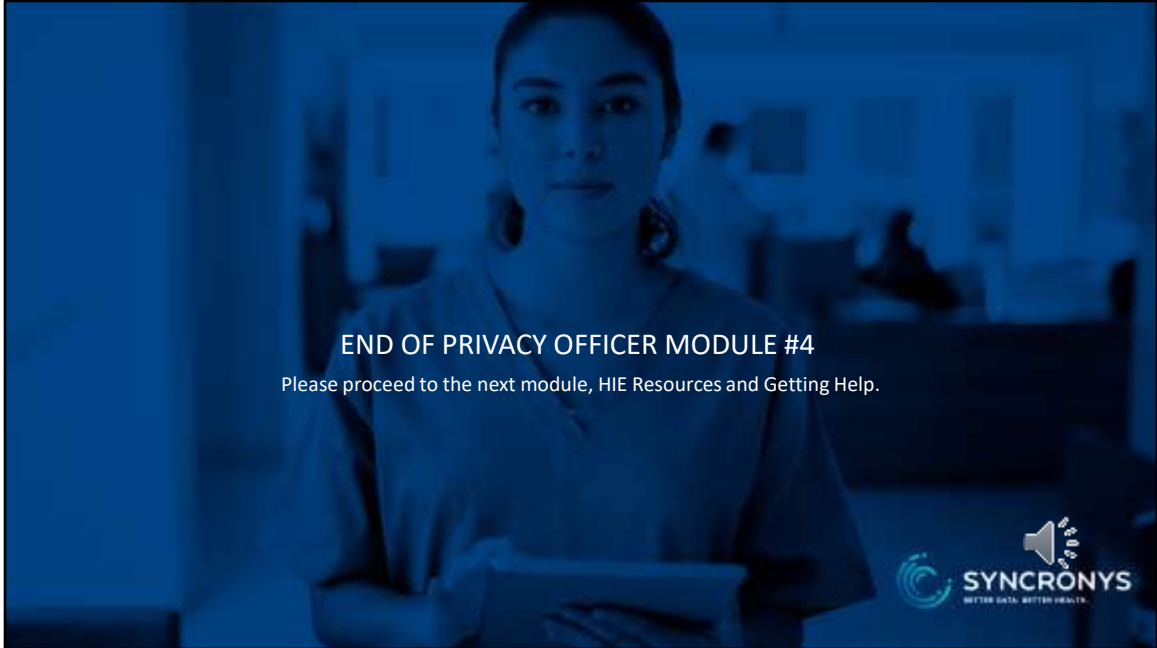 END OF PRIVACY OFFICER MODULE #4
Please proceed to the next module, HIE Resources and Getting Help.
SYNCRONYS
BETTER DATA. BETTER HEALTH.